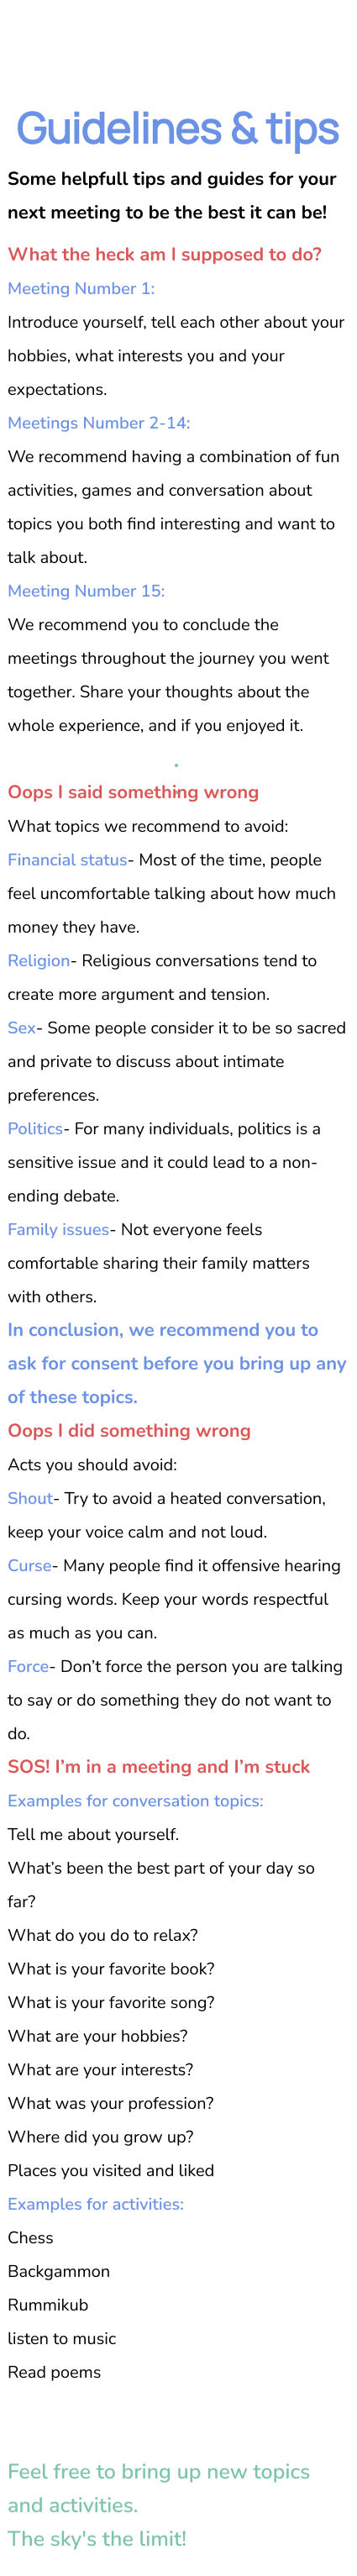 Guidelines & tips
Some helpfull tips and guides for your
next meeting to be the best it can be!
What the heck am I supposed to do?
Meeting Number 1:
Introduce yourself, tell each other about your
hobbies, what interests you and your
expectations.
Meetings Number 2-14:
We recommend having a combination of fun
activities, games and conversation about
topics you both find interesting and want to
talk about.
Meeting Number 15:
We recommend you to conclude the
meetings throughout the journey you went
together. Share your thoughts about the
whole experience, and if you enjoyed it.
.
Oops I said something wrong
What topics we recommend to avoid:
Financial status- Most of the time, people
feel uncomfortable talking about how much
money they have.
Religion- Religious conversations tend to
create more argument and tension.
Sex- Some people consider it to be so sacred
and private to discuss about intimate
preferences.
Politics- For many individuals, politics is a
sensitive issue and it could lead to a non-
ending debate.
Family issues- Not everyone feels
comfortable sharing their family matters
with others.
In conclusion, we recommend you to
ask for consent before you bring up any
of these topics.
Oops I did something wrong
Acts you should avoid:
Shout- Try to avoid a heated conversation,
keep your voice calm and not loud.
Curse- Many people find it offensive hearing
cursing words. Keep your words respectful
as much as you can.
Force- Don’t force the person you are talking
to say or do something they do not want to
do.
SOS! I’m in a meeting and I’m stuck
Examples for conversation topics:
Tell me about yourself.
What’s been the best part of your day so
far?
What do you do to relax?
What is your favorite book?
What is your favorite song?
What are your hobbies?
What are your interests?
What was your profession?
Where did you grow up?
Places you visited and liked
Examples for activities:
Chess
Backgammon
Rummikub
listen to music
Read poems
Feel free to bring up new topics
and activities.
The sky's the limit!